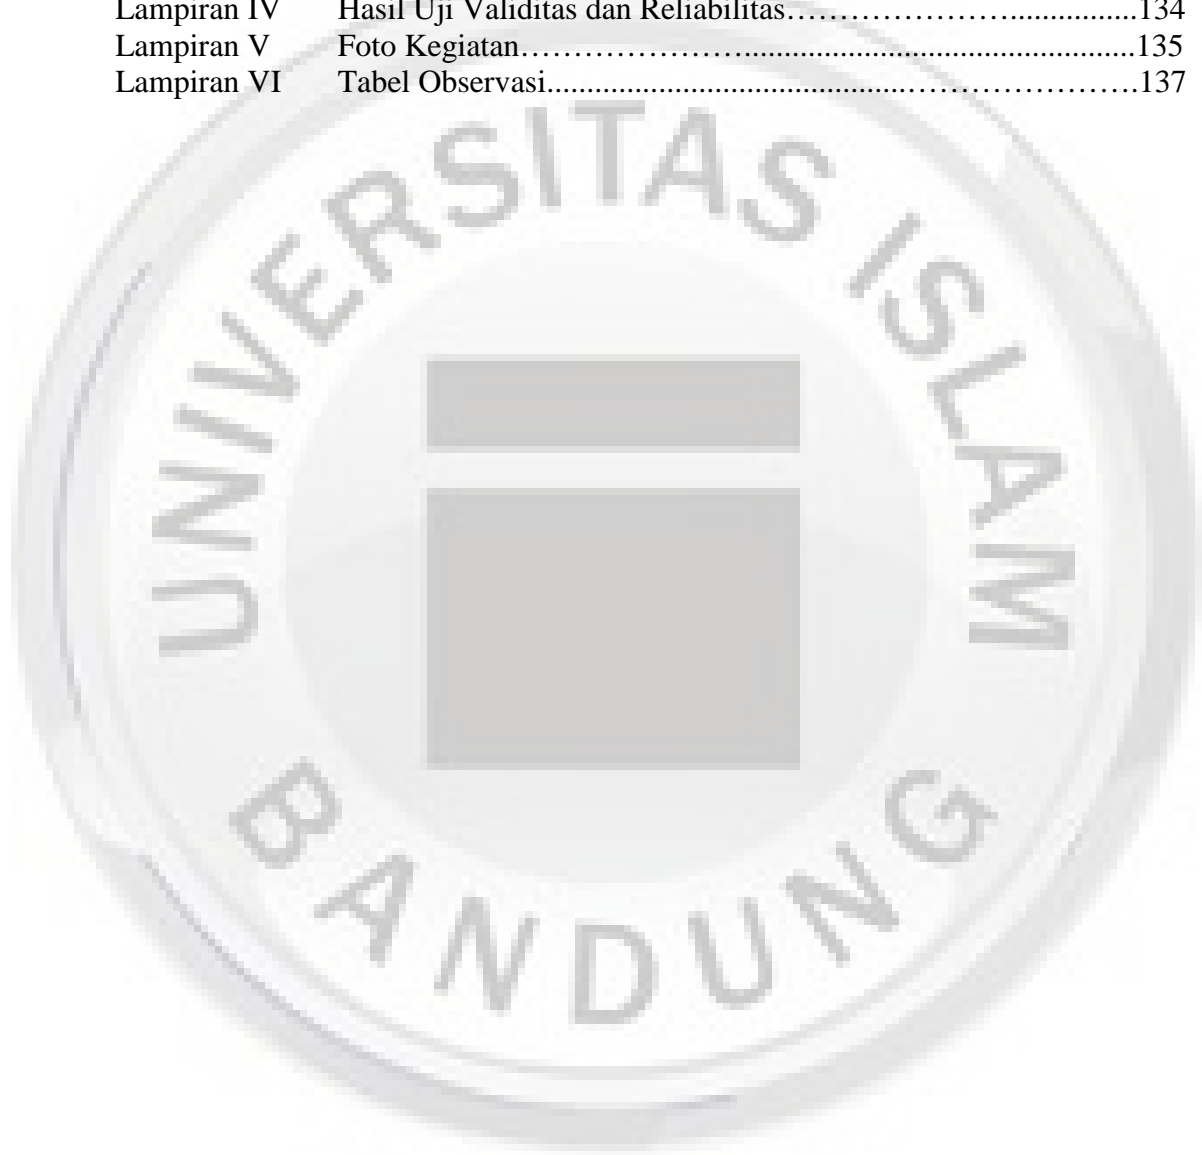 Lampiran IV Hasil Uji Validitas dan Reliabilitas…………………...............134
Lampiran V Foto Kegiatan…………………..............................................135
Lampiran VI Tabel Observasi..........................................………………….137
UNIVERSITAS ISLAM
BANDUNG